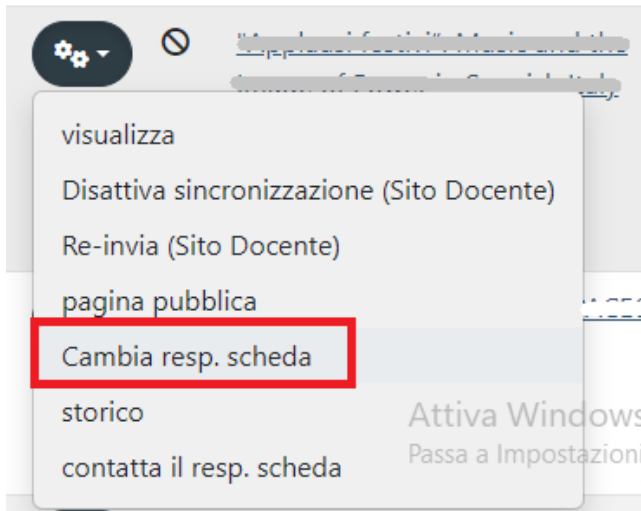 visualizza
Disattiva sincronizzazione (Sito Docente)
Re-invia (Sito Docente)
pagina pubblica
Cambia resp. scheda
storico
Attiva Windows
contatta il resp. scheda
Passa a Impostazioni